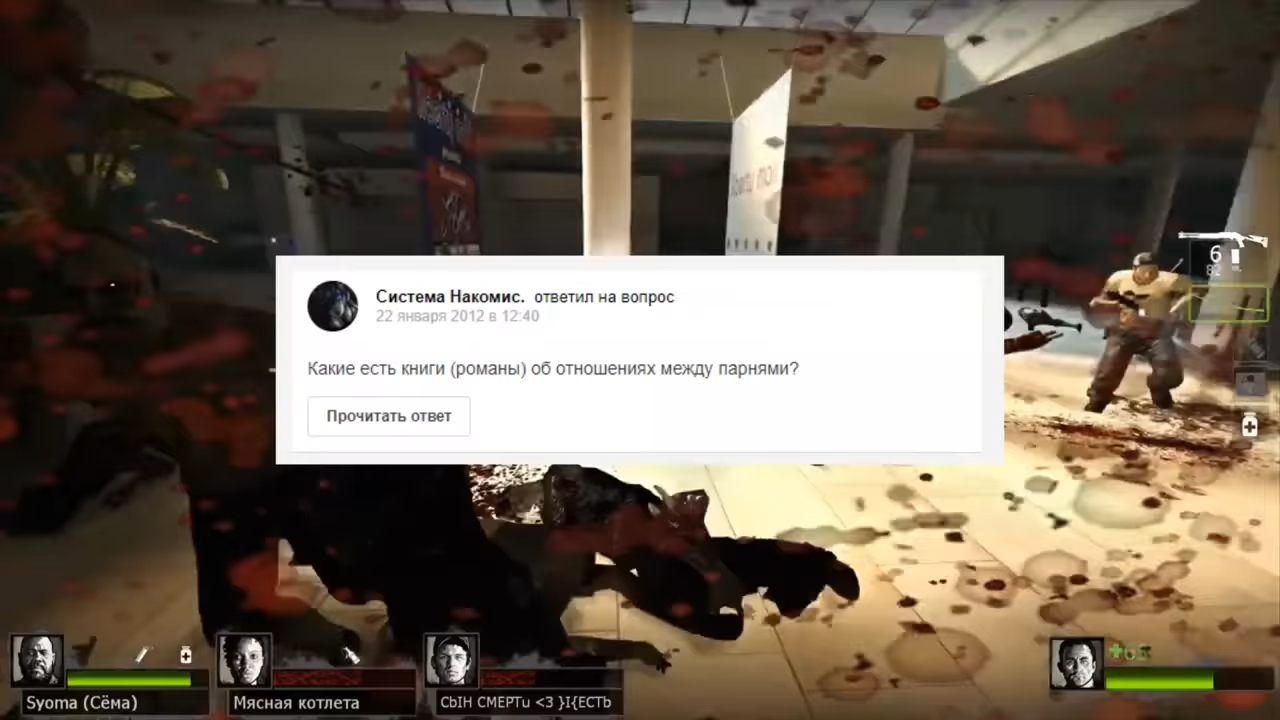 6
82
Система Накомис. ответил на вопрос
22 января 2012 в 12:40
Какие есть книги (романы) об отношениях между парнями?
Прочитать ответ
Syoma (Сёма)
Мясная котлета
СЫН СМЕРТи <3 }I{ЕСТЬ